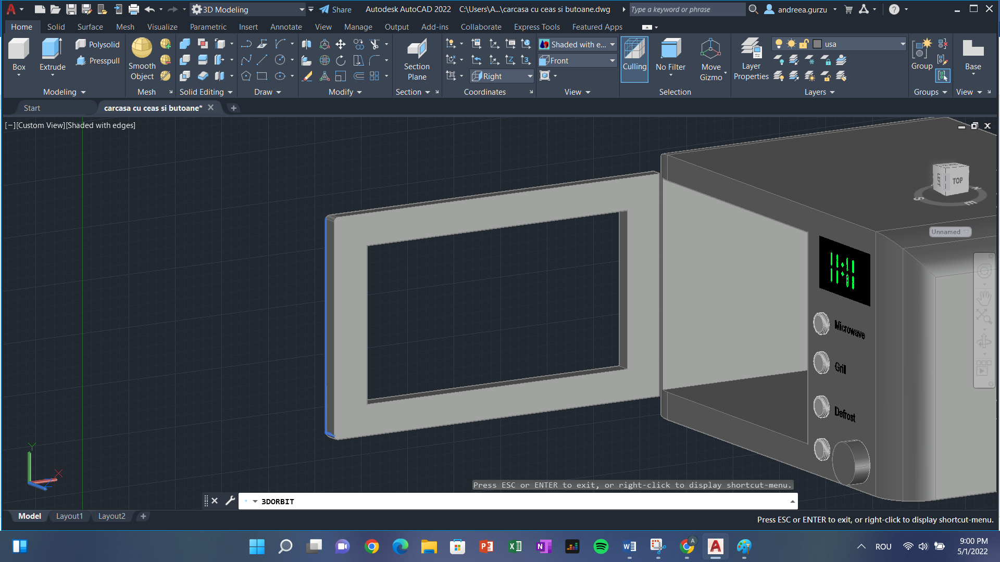 3D Modeling
Share
Autodesk AutoCAD 2022 C:\Users\A...\carcasa cu ceas si butoane.dwg
Type a keyword or phrase
andreea.gurzu
Home Solid Surface Mesh Visualize Parametric Insert Annotate View Manage Output Add-ins Collaborate Express Tools Featured Apps
Box
Extrude
Polysolid
Presspull
Smooth
Object
Section
Plane
Right
Shaded with e...
Front
Culling
No Filter
Move
Gizmo
Layer
Properties
usa
Group
Base
Modeling Mesh Solid Editing Draw Modify Section Coordinates View Selection Layers Groups View
Start
carcasa cu ceas si butoane*
[−][Custom View][Shaded with edges]
LEFT
TOP
S
E
N
Unnamed
11:41
Microwave
Grill
Defrost
Y
X
Press ESC or ENTER to exit, or right-click to display shortcut-menu.
3DORBIT
Model Layout1 Layout2
Press ESC or ENTER to exit, or right-click to display shortcut-menu.
ROU
9:00 PM
5/1/2022